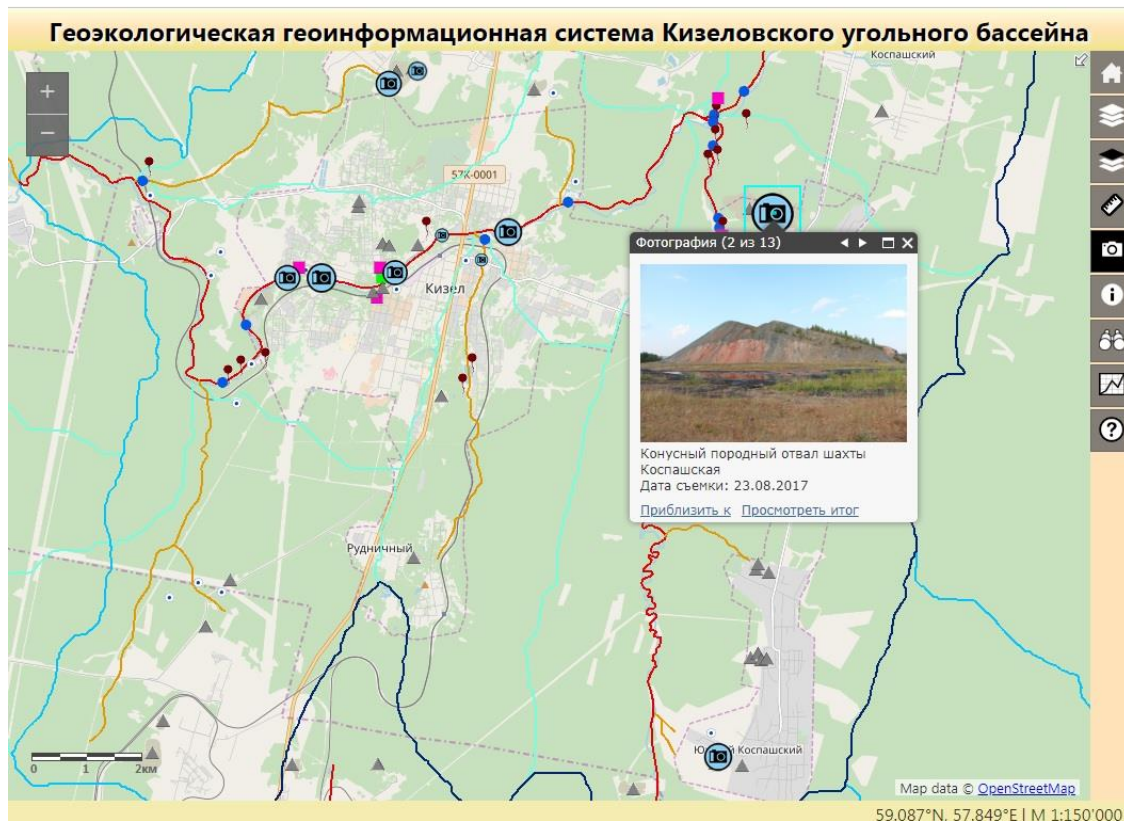 Геоэкологическая геоинформационная система Кизеловского угольного бассейна
Коспашский
+
−
57К-0001
Фотография (2 из 13)
Кизел
Конусный породный отвал шахты
Коспашская
Дата съемки: 23.08.2017
Приблизить к Просмотреть итог
Рудничный
Коспашский
0 1 2км
Map data © OpenStreetMap
59.087°N, 57.849°E | М 1:150'000